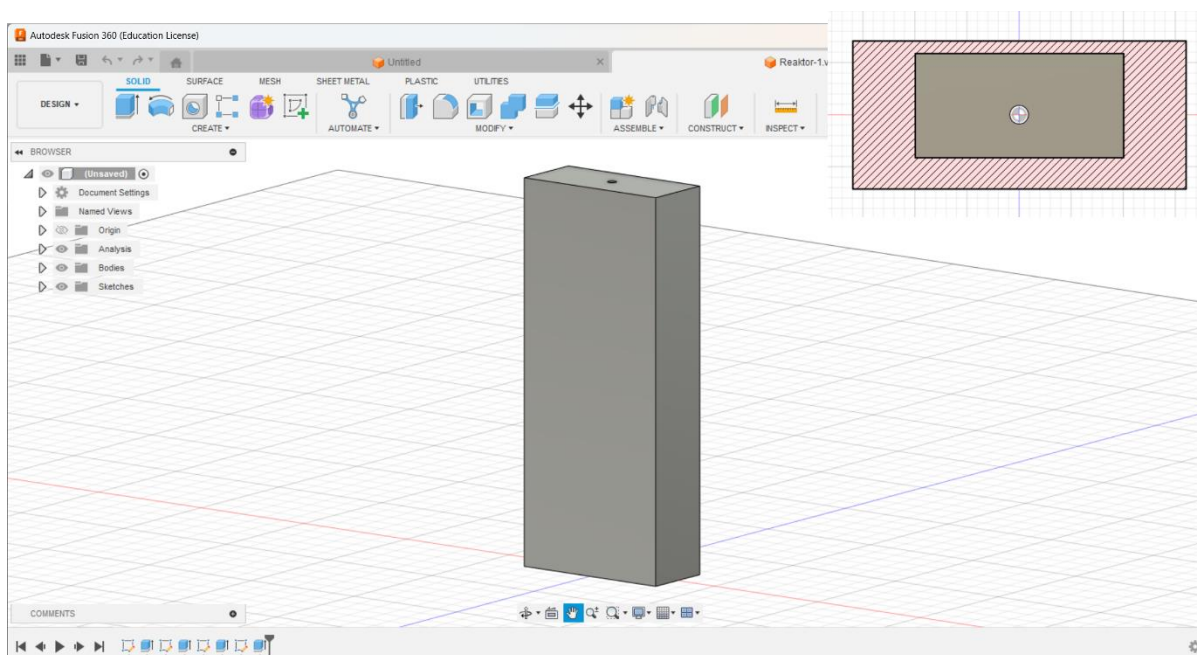 Autodesk Fusion 360 (Education License)
Untitled
Reaktor-1.v
SOLID SURFACE MESH SHEET METAL PLASTIC UTILITIES
DESIGN
CREATE AUTOMATE MODIFY ASSEMBLE CONSTRUCT INSPECT
BROWSER
(Unsaved)
Document Settings
Named Views
Origin
Analysis
Bodies
Sketches
COMMENTS